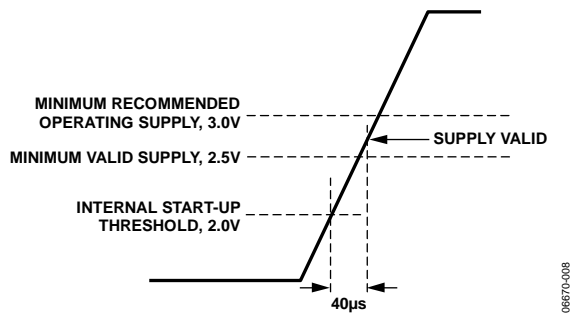 MINIMUM RECOMMENDED
OPERATING SUPPLY, 3.0V
SUPPLY VALID
MINIMUM VALID SUPPLY, 2.5V
INTERNAL START-UP
THRESHOLD, 2.0V
40µs
06670-008